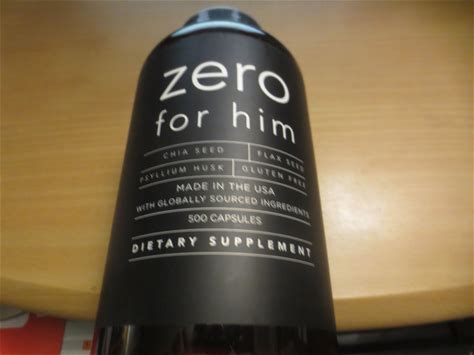 zero
for him
CHIA SEED FLAX SEED
PSYLLIUM HUSK GLUTEN FREE
MADE IN THE USA
WITH GLOBALLY SOURCED INGREDIENTS
500 CAPSULES
DIETARY SUPPLEMENT